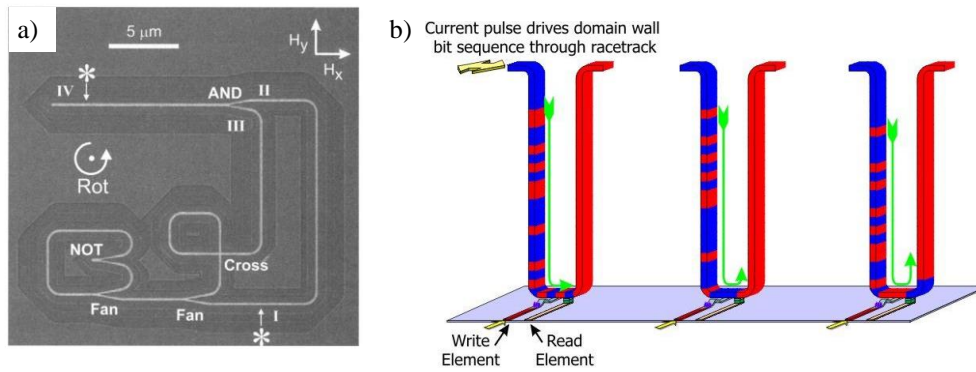 a)
5 μm
Hy
Hx
*
IV
AND
II
III
Rot
NOT
Cross
Fan
Fan
I
*
b)
Current pulse drives domain wall
bit sequence through racetrack
Write
Element
Read
Element